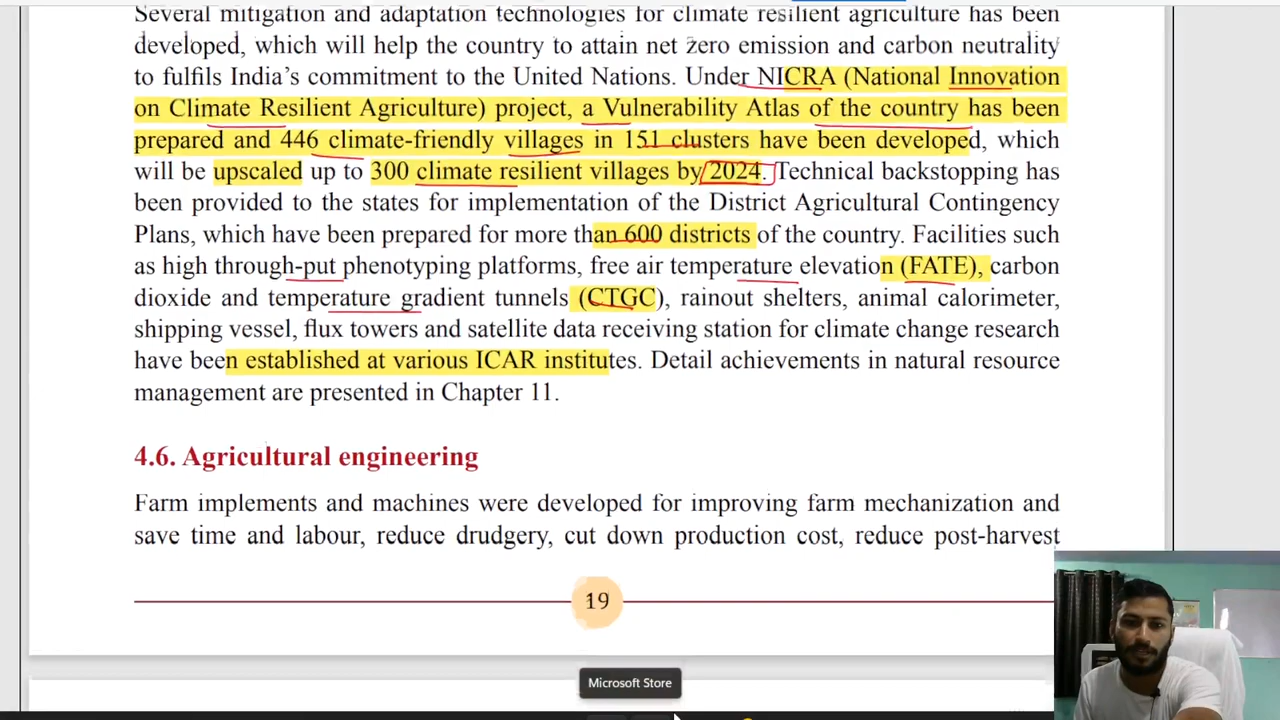 Several mitigation and adaptation technologies for climate resilient agriculture has been
developed, which will help the country to attain net zero emission and carbon neutrality
to fulfils India’s commitment to the United Nations. Under NICRA (National Innovation
on Climate Resilient Agriculture) project, a Vulnerability Atlas of the country has been
prepared and 446 climate-friendly villages in 151 clusters have been developed, which
will be upscaled up to 300 climate resilient villages by 2024. Technical backstopping has
been provided to the states for implementation of the District Agricultural Contingency
Plans, which have been prepared for more than 600 districts of the country. Facilities such
as high through-put phenotyping platforms, free air temperature elevation (FATE), carbon
dioxide and temperature gradient tunnels (CTGC), rainout shelters, animal calorimeter,
shipping vessel, flux towers and satellite data receiving station for climate change research
have been established at various ICAR institutes. Detail achievements in natural resource
management are presented in Chapter 11.
4.6. Agricultural engineering
Farm implements and machines were developed for improving farm mechanization and
save time and labour, reduce drudgery, cut down production cost, reduce post-harvest
19
Microsoft Store